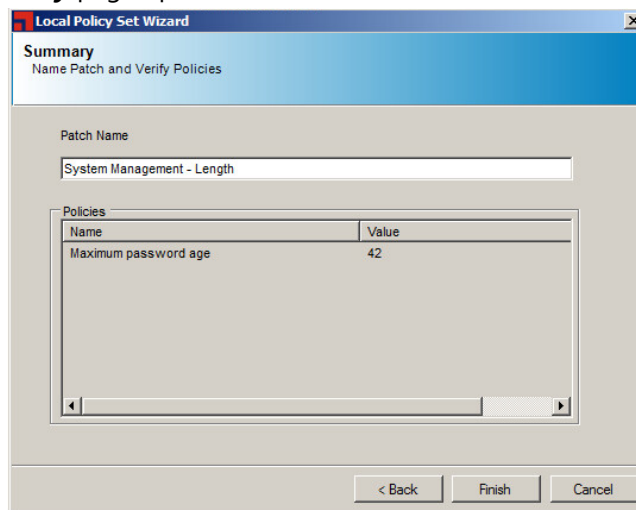 Local Policy Set Wizard
Summary
Name Patch and Verify Policies
Patch Name
System Management - Length
Policies
Name Value
Maximum password age 42
< Back Finish Cancel